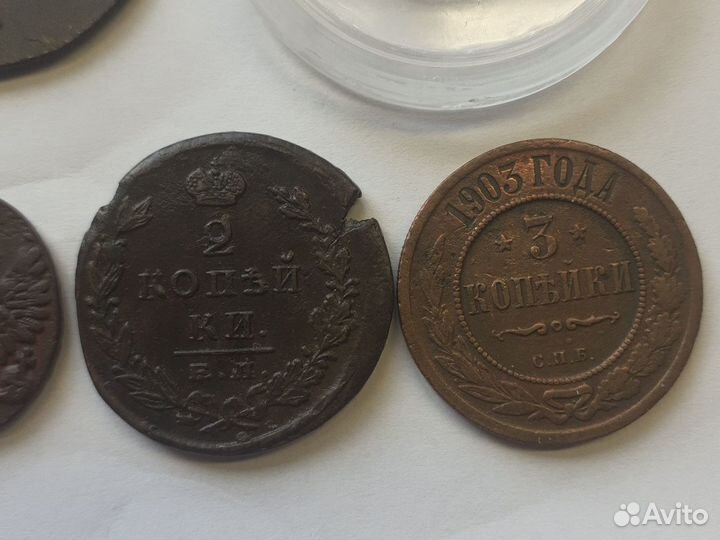 2
КОПѢЙ
КИ.
Е.М.
1903 ГОДА
3
КОПѢЙКИ
С.П.Б.
Avito